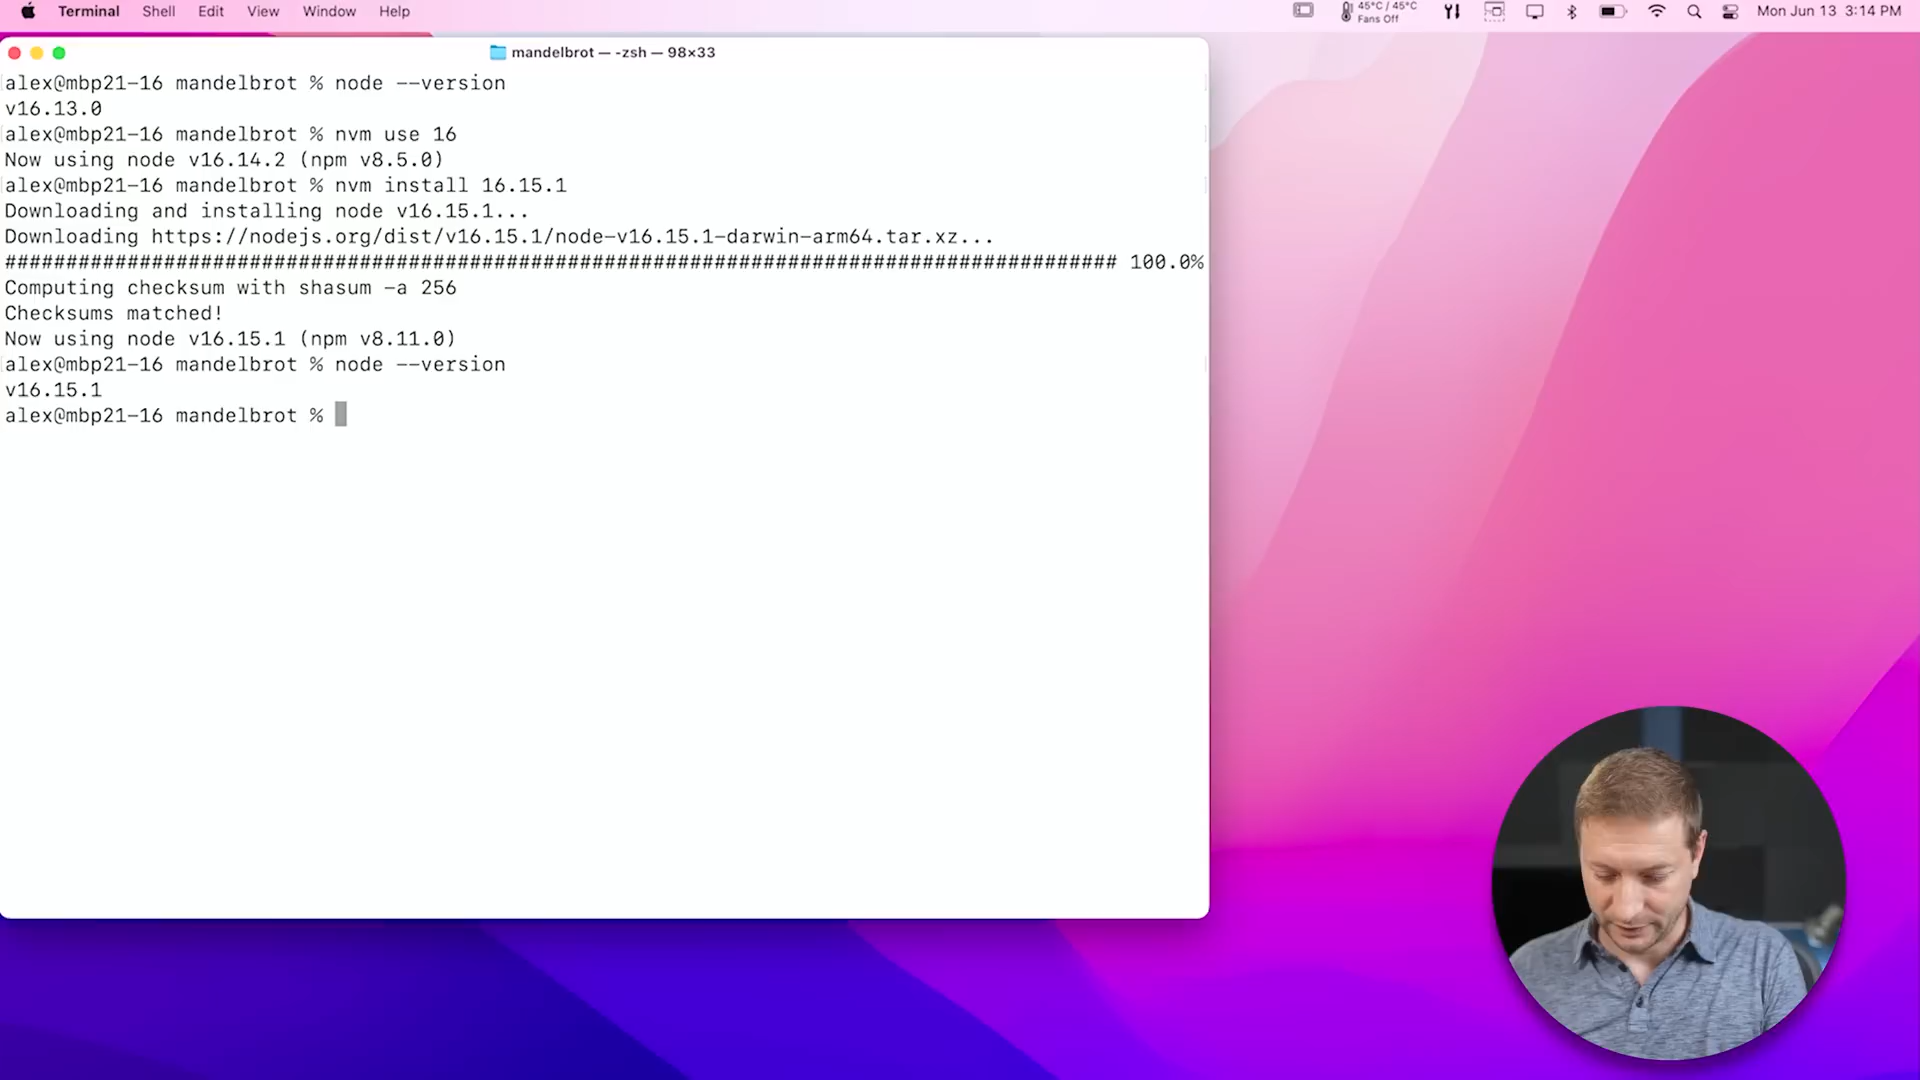 Terminal Shell Edit View Window Help
45°C / 45°C
Fans Off
Mon Jun 13 3:14 PM
mandelbrot — -zsh — 98×33
alex@mbp21-16 mandelbrot % node --version
v16.13.0
alex@mbp21-16 mandelbrot % nvm use 16
Now using node v16.14.2 (npm v8.5.0)
alex@mbp21-16 mandelbrot % nvm install 16.15.1
Downloading and installing node v16.15.1...
Downloading https://nodejs.org/dist/v16.15.1/node-v16.15.1-darwin-arm64.tar.xz...
########################################################################################### 100.0%
Computing checksum with shasum -a 256
Checksums matched!
Now using node v16.15.1 (npm v8.11.0)
alex@mbp21-16 mandelbrot % node --version
v16.15.1
alex@mbp21-16 mandelbrot %